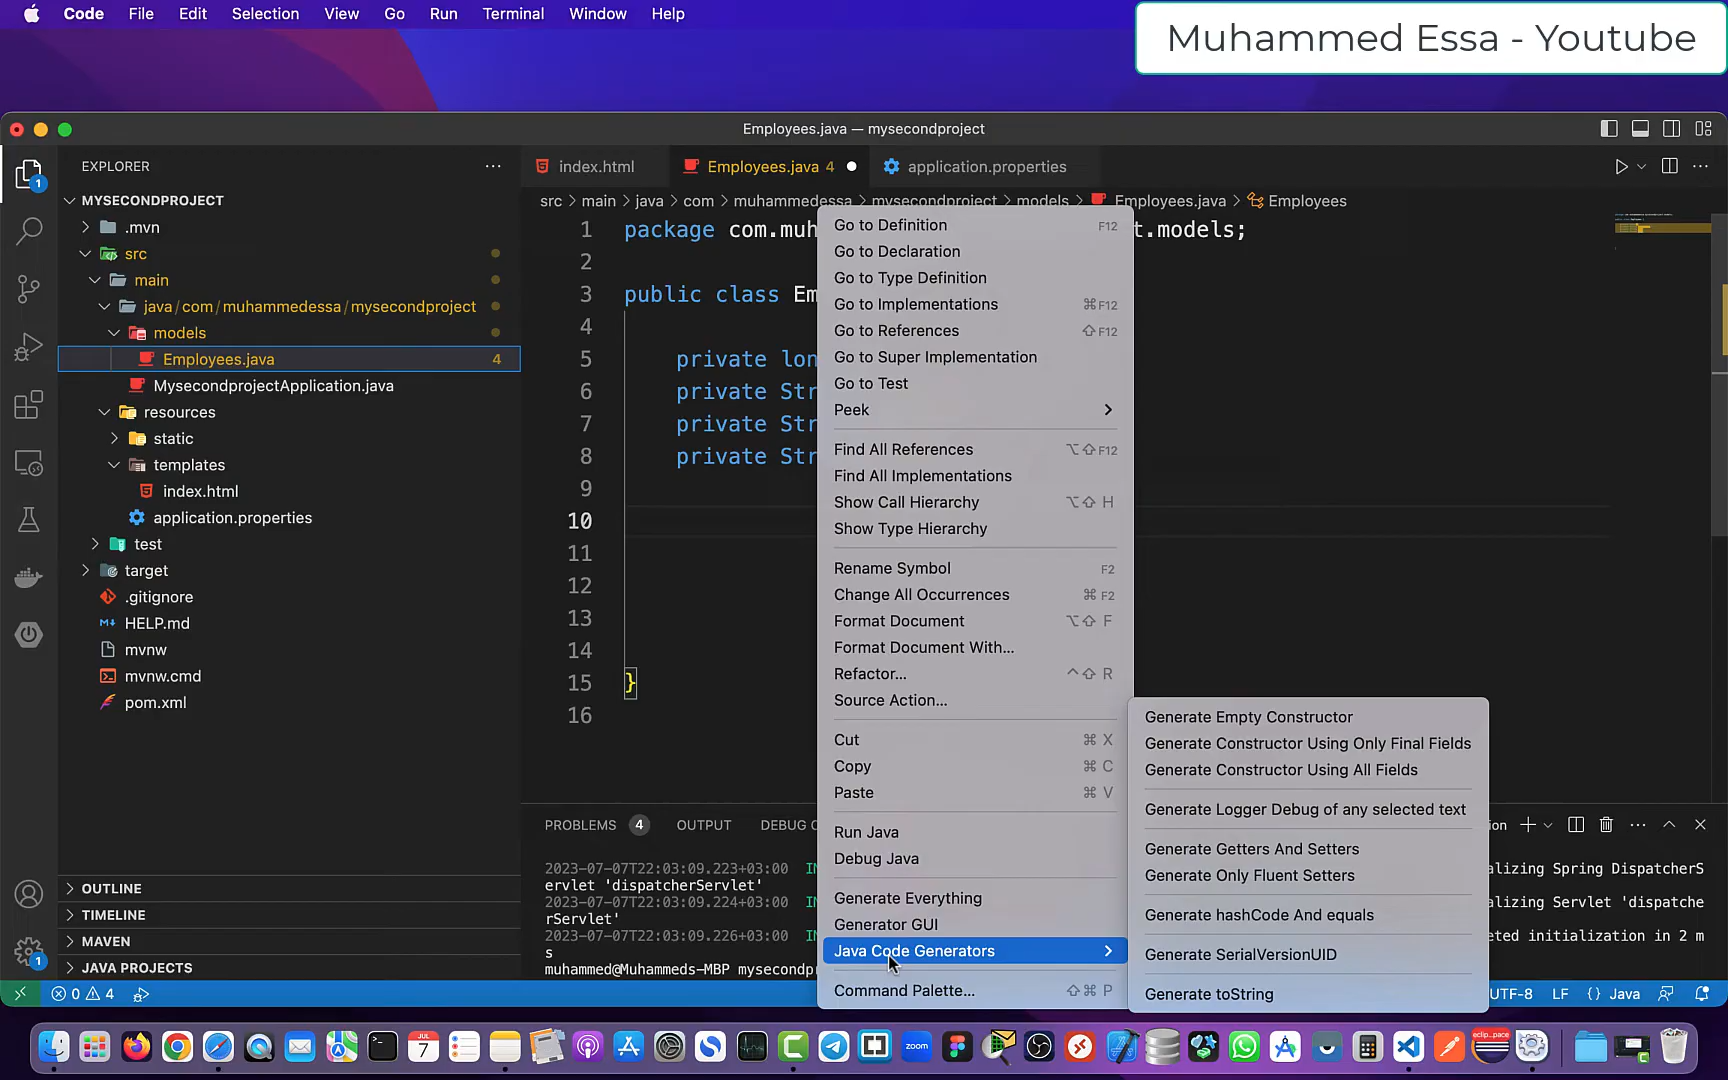 Code File Edit Selection View Go Run Terminal Window Help
Muhammed Essa - Youtube
Employees.java — mysecondproject
EXPLORER
index.html
Employees.java 4
application.properties
MYSECONDPROJECT
src > main > java > com > muhammedessa > mysecondproject > models > Employees.java > Employees
.mvn
src
main
java / com / muhammedessa / mysecondproject
models
Employees.java 4
MysecondprojectApplication.java
resources
static
templates
index.html
application.properties
test
target
.gitignore
HELP.md
mvnw
mvnw.cmd
pom.xml
OUTLINE
TIMELINE
MAVEN
JAVA PROJECTS
1 package com.muh t.models;
2
3 public class Em
4
5 private lon
6 private Str
7 private Str
8 private Str
9
10
11
12
13
14
15 }
16
Go to Definition F12
Go to Declaration
Go to Type Definition
Go to Implementations ⌘F12
Go to References ⇧F12
Go to Super Implementation
Go to Test
Peek
Find All References ⌥⇧F12
Find All Implementations
Show Call Hierarchy ⌥⇧ H
Show Type Hierarchy
Rename Symbol F2
Change All Occurrences ⌘ F2
Format Document ⌥⇧ F
Format Document With...
Refactor... ^⇧ R
Source Action...
Cut ⌘ X
Copy ⌘ C
Paste ⌘ V
Run Java
Debug Java
Generate Everything
Generator GUI
Java Code Generators
Command Palette... ⇧⌘ P
Generate Empty Constructor
Generate Constructor Using Only Final Fields
Generate Constructor Using All Fields
Generate Logger Debug of any selected text
Generate Getters And Setters
Generate Only Fluent Setters
Generate hashCode And equals
Generate SerialVersionUID
Generate toString
PROBLEMS 4 OUTPUT DEBUG C ion
2023-07-07T22:03:09.223+03:00 IN alizing Spring DispatcherS
ervlet 'dispatcherServlet'
2023-07-07T22:03:09.224+03:00 IN alizing Servlet 'dispatche
rServlet'
2023-07-07T22:03:09.226+03:00 IN eted initialization in 2 m
s
muhammed@Muhammeds-MBP mysecondpr
0 4
UTF-8 LF {} Java
1
1
JUL
7
zoom